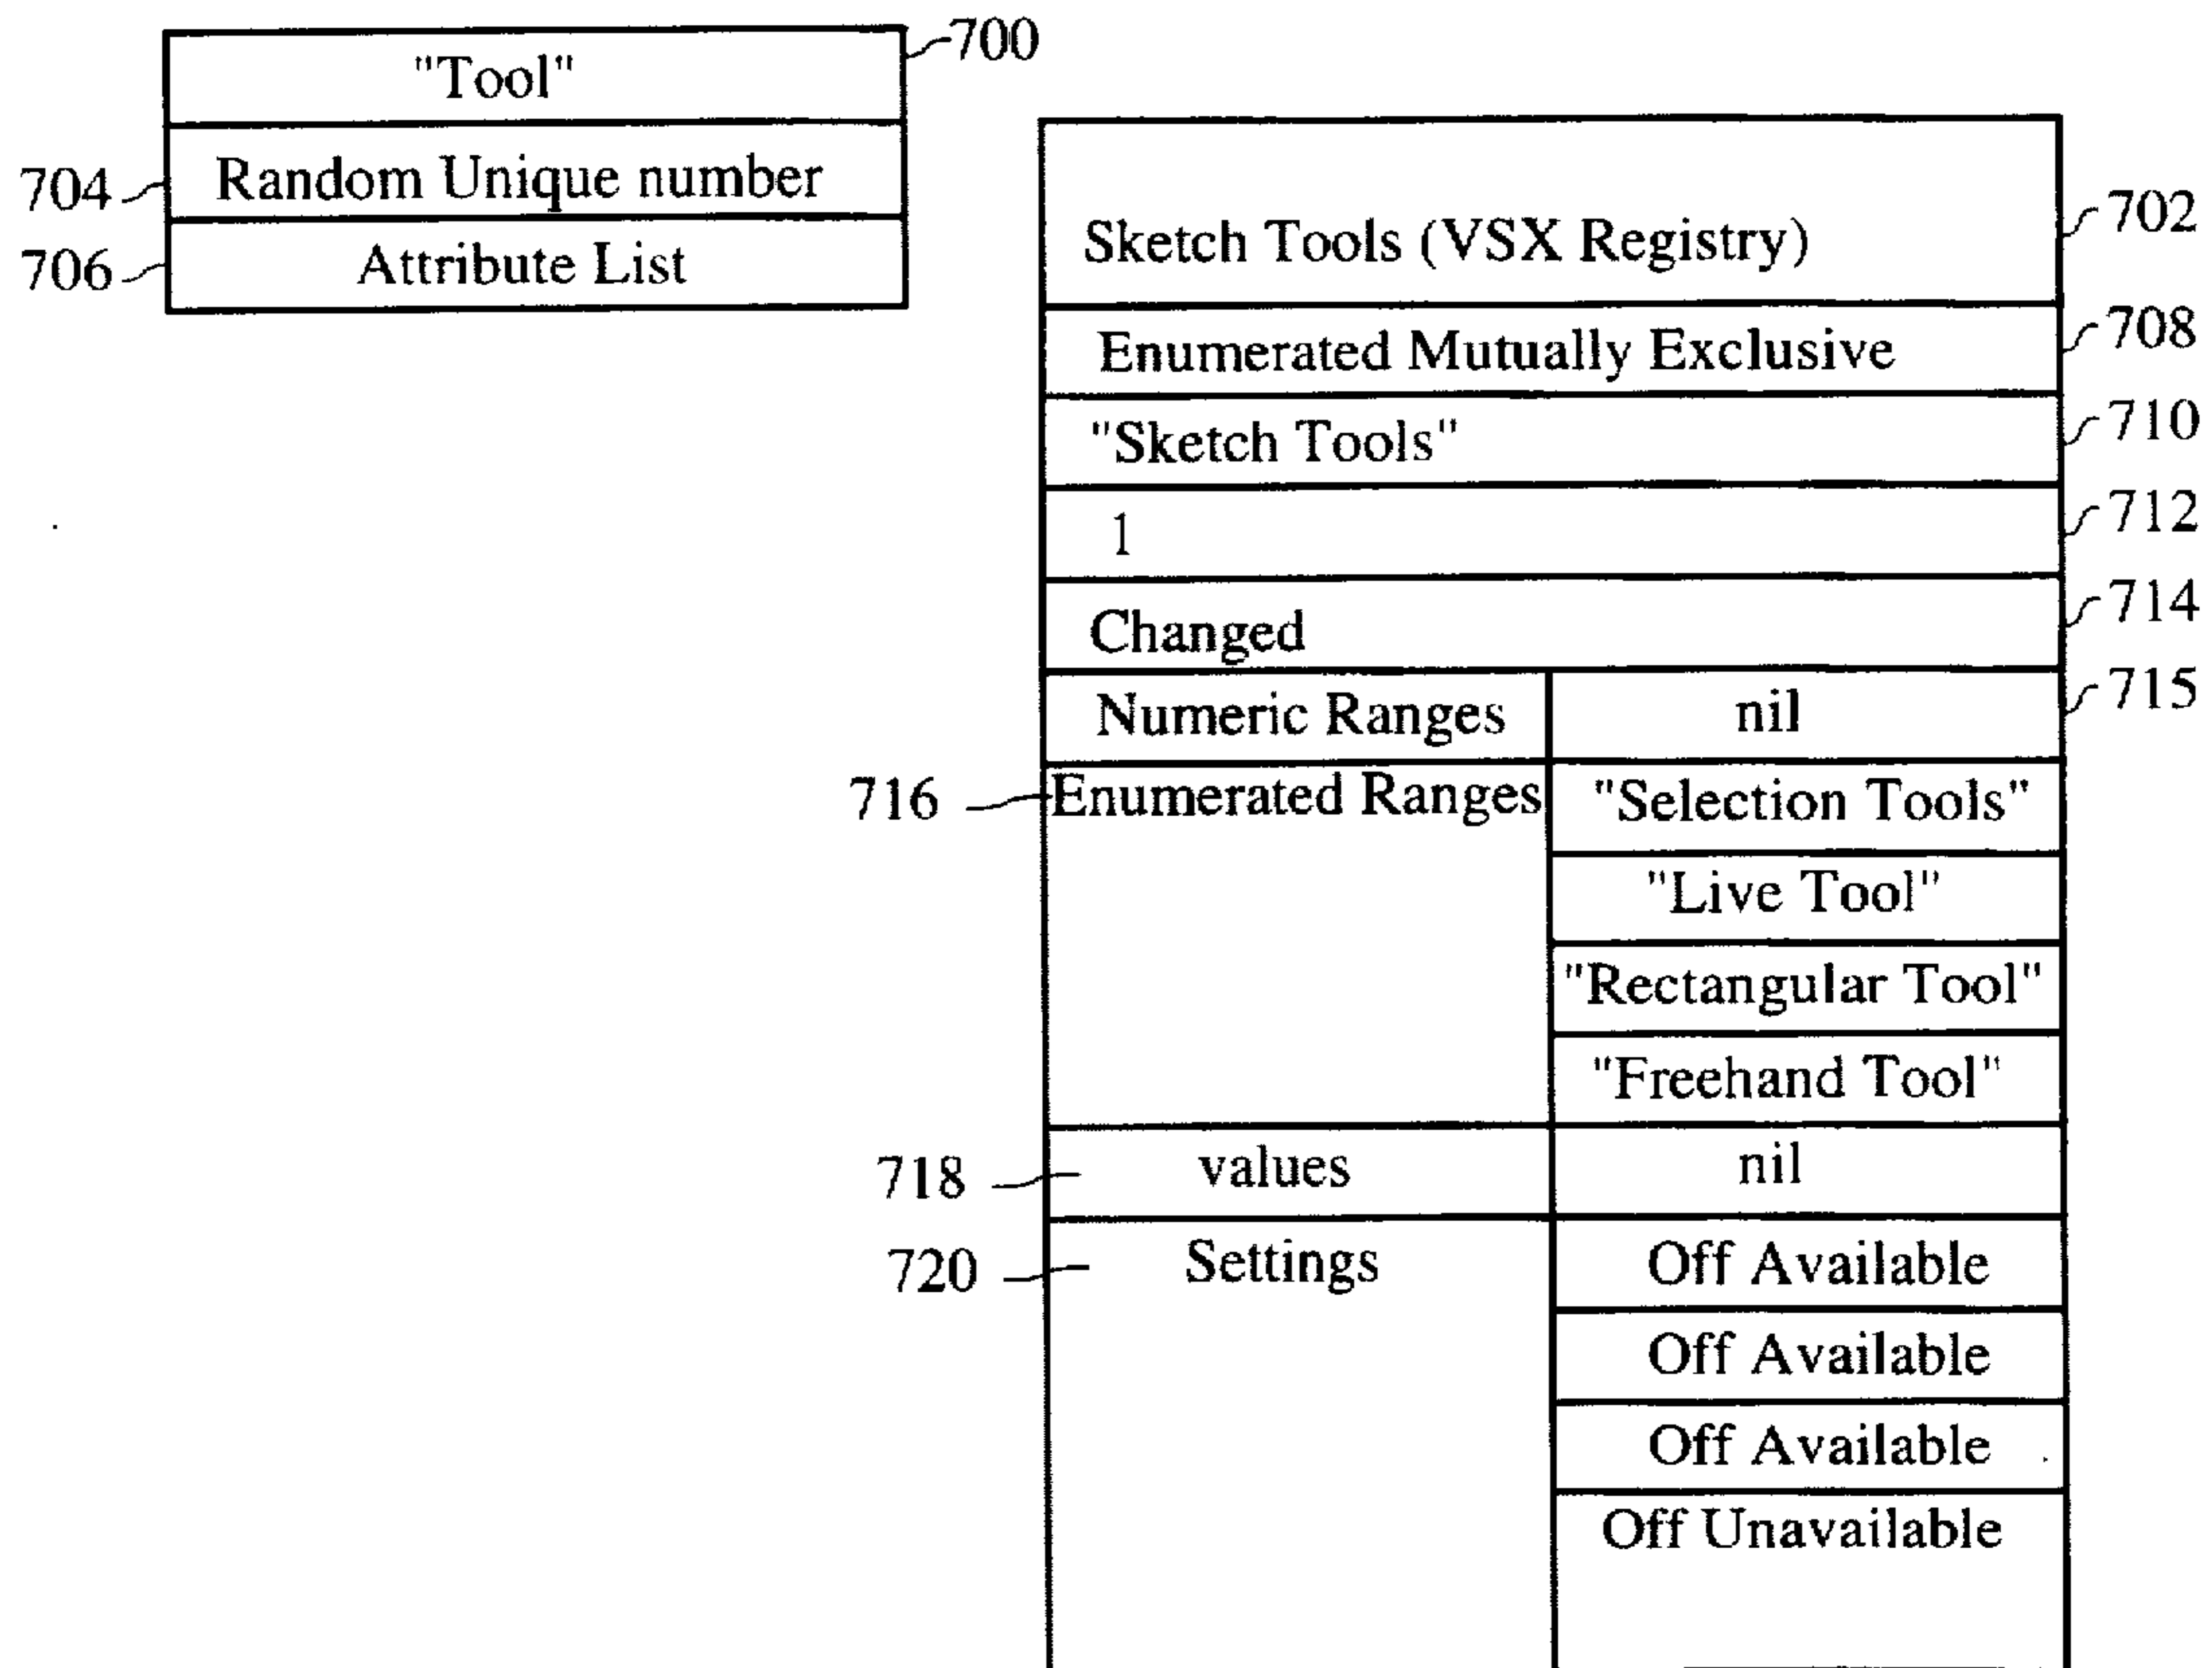 "Tool" 700
704 Random Unique number
706 Attribute List
Sketch Tools (VSX Registry) 702
Enumerated Mutually Exclusive 708
"Sketch Tools" 710
1 712
Changed 714
Numeric Ranges nil 715
716 Enumerated Ranges "Selection Tools"
"Live Tool"
"Rectangular Tool"
"Freehand Tool"
718 values nil
720 Settings Off Available
Off Available
Off Available
Off Unavailable